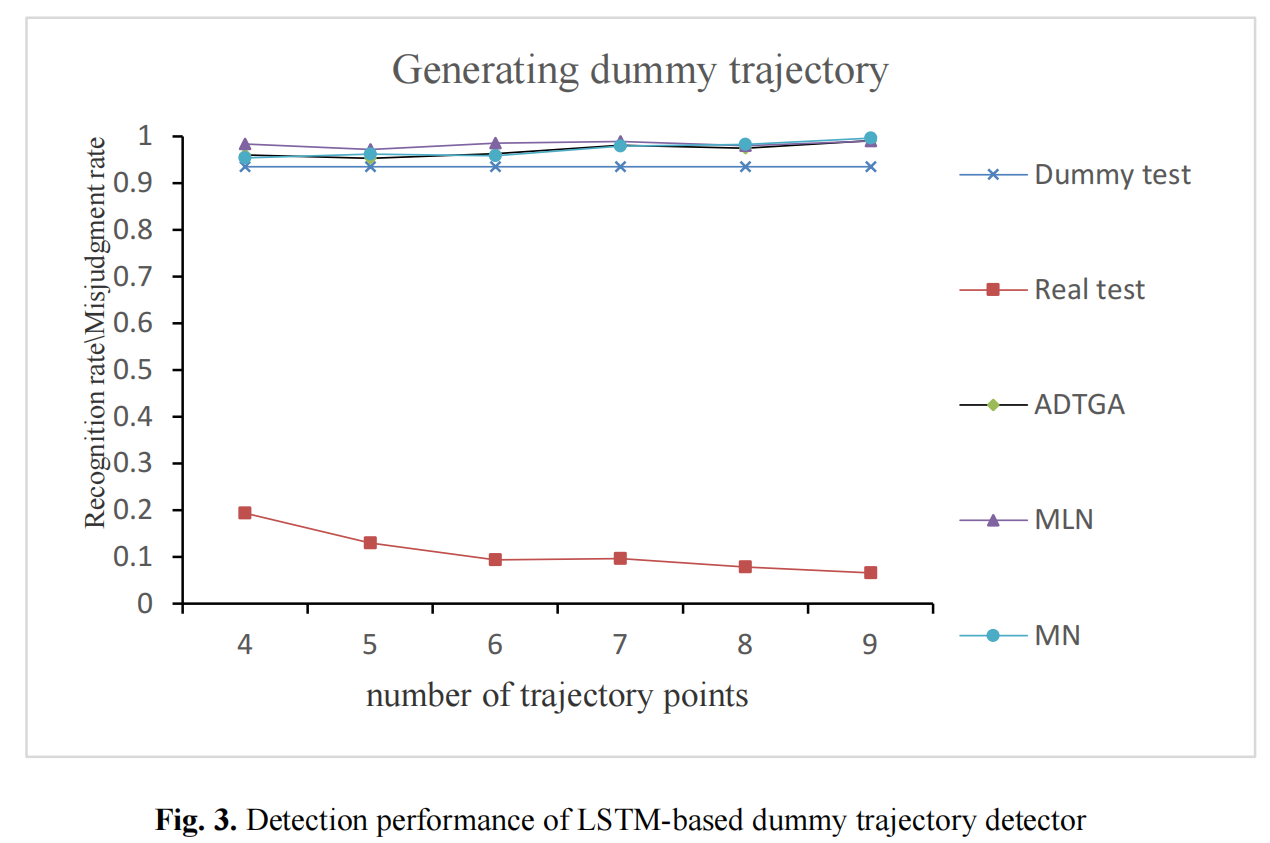 Generating dummy trajectory
Recognition rate\Misjudgment rate
1
0.9
0.8
0.7
0.6
0.5
0.4
0.3
0.2
0.1
0
4 5 6 7 8 9
number of trajectory points
Dummy test
Real test
ADTGA
MLN
MN
Fig. 3. Detection performance of LSTM-based dummy trajectory detector